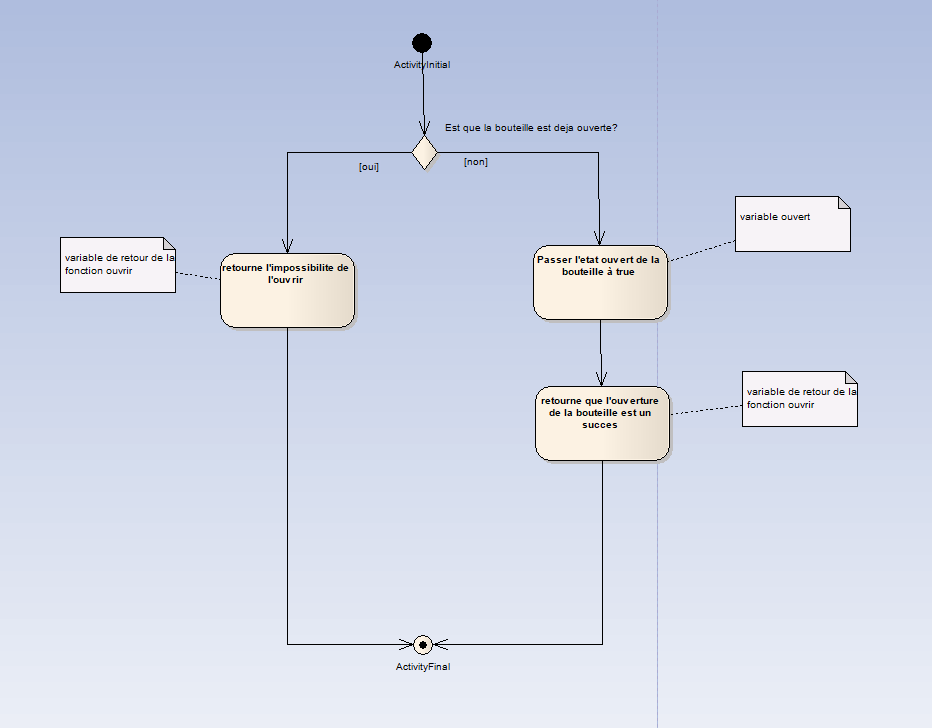 ActivityInitial
Est que la bouteille est deja ouverte?
[oui]
[non]
variable ouvert
variable de retour de la
fonction ouvrir
retourne l'impossibilite de
l'ouvrir
Passer l'etat ouvert de la
bouteille à true
variable de retour de la
fonction ouvrir
retourne que l'ouverture
de la bouteille est un
succes
ActivityFinal